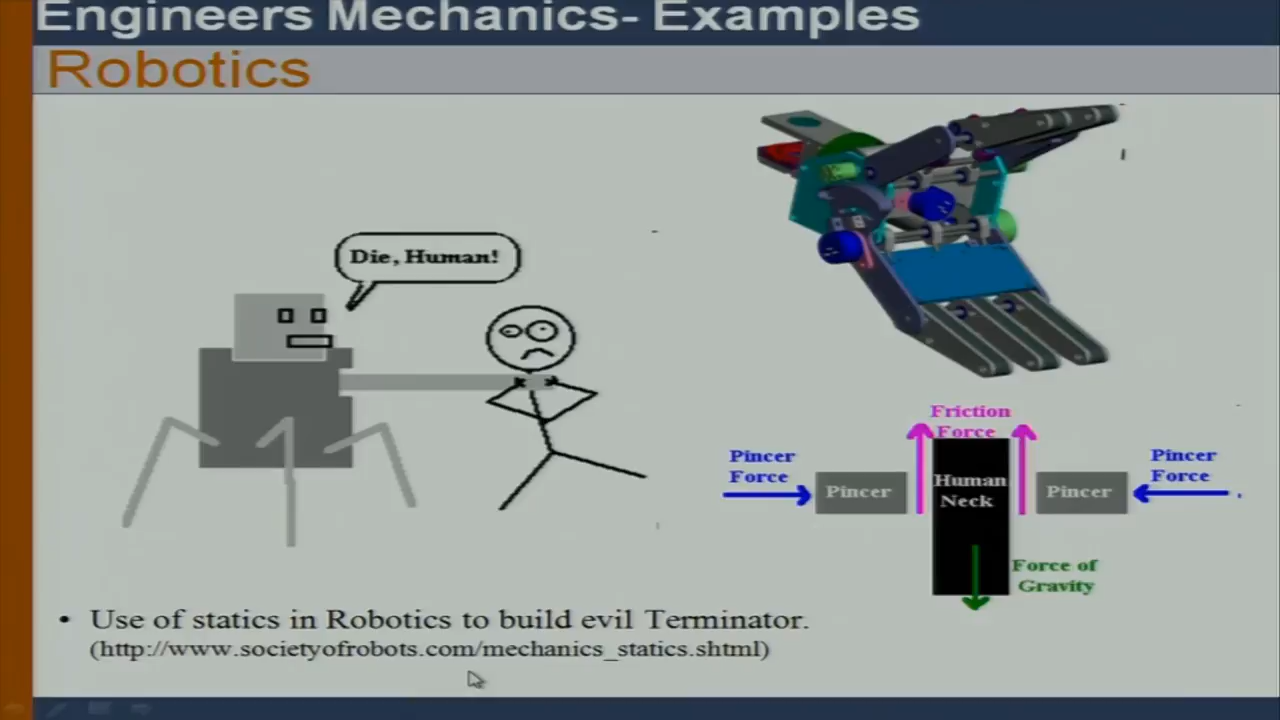 Engineers Mechanics- Examples
Robotics
Die, Human!
Friction
Force
Pincer
Force
Pincer
Force
Pincer
Human
Neck
Pincer
Force of
Gravity
• Use of statics in Robotics to build evil Terminator.
(http://www.societyofrobots.com/mechanics_statics.shtml)